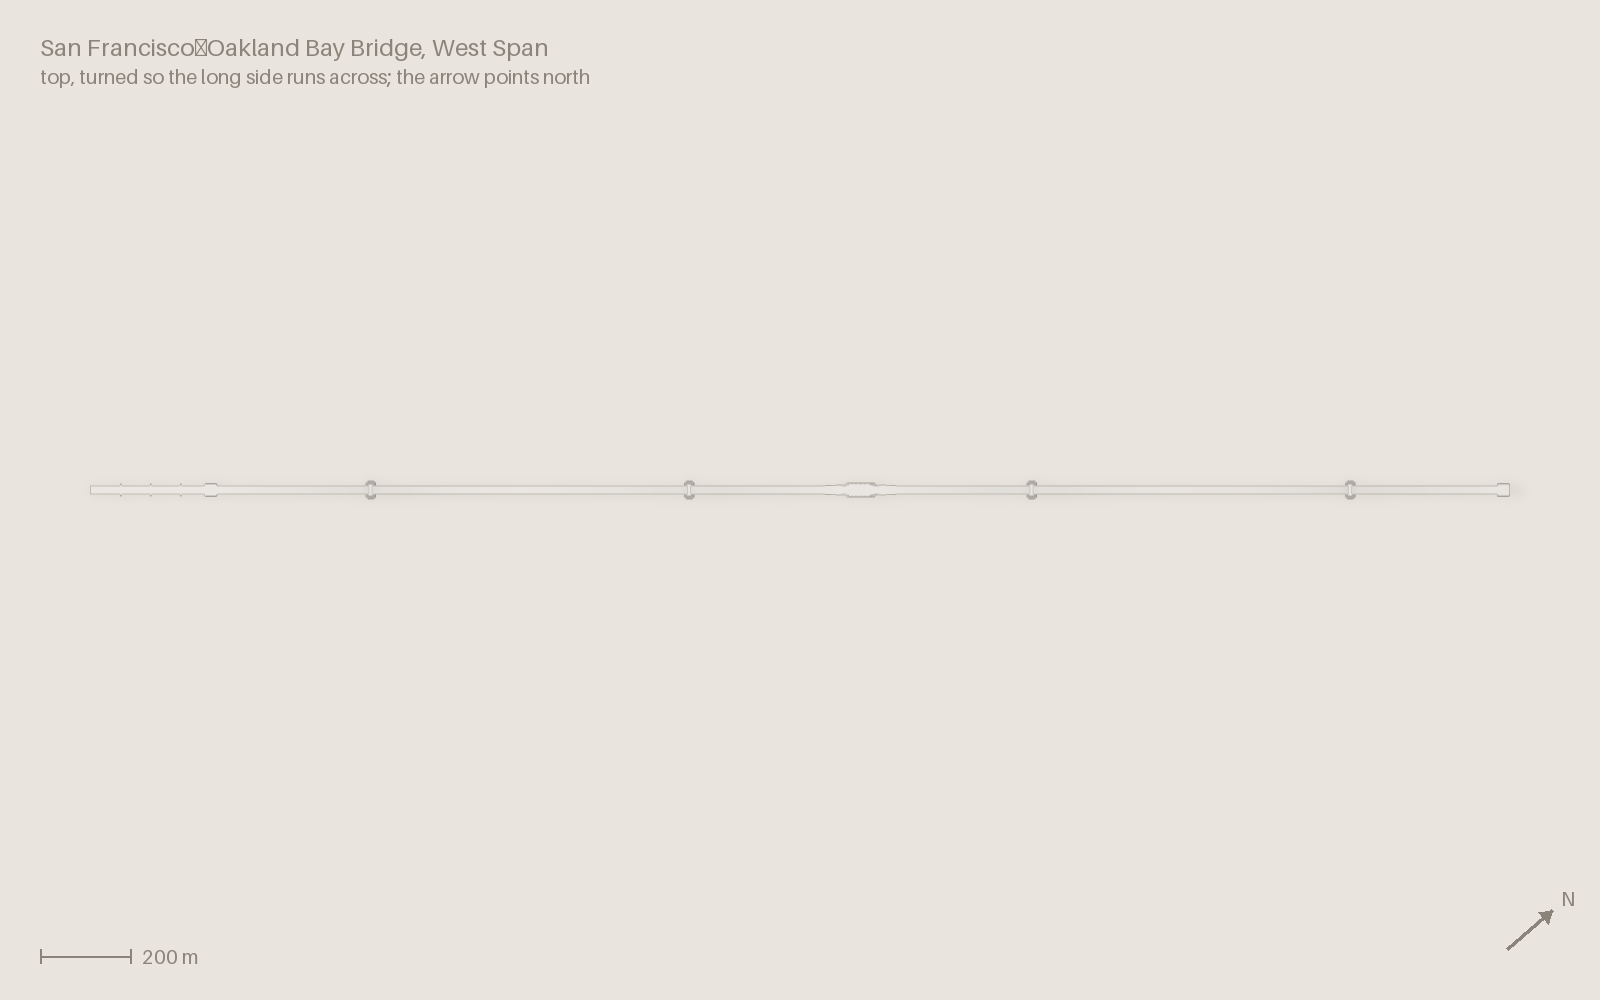 San Francisco□Oakland Bay Bridge, West Span
top, turned so the long side runs across; the arrow points north
N
200 m